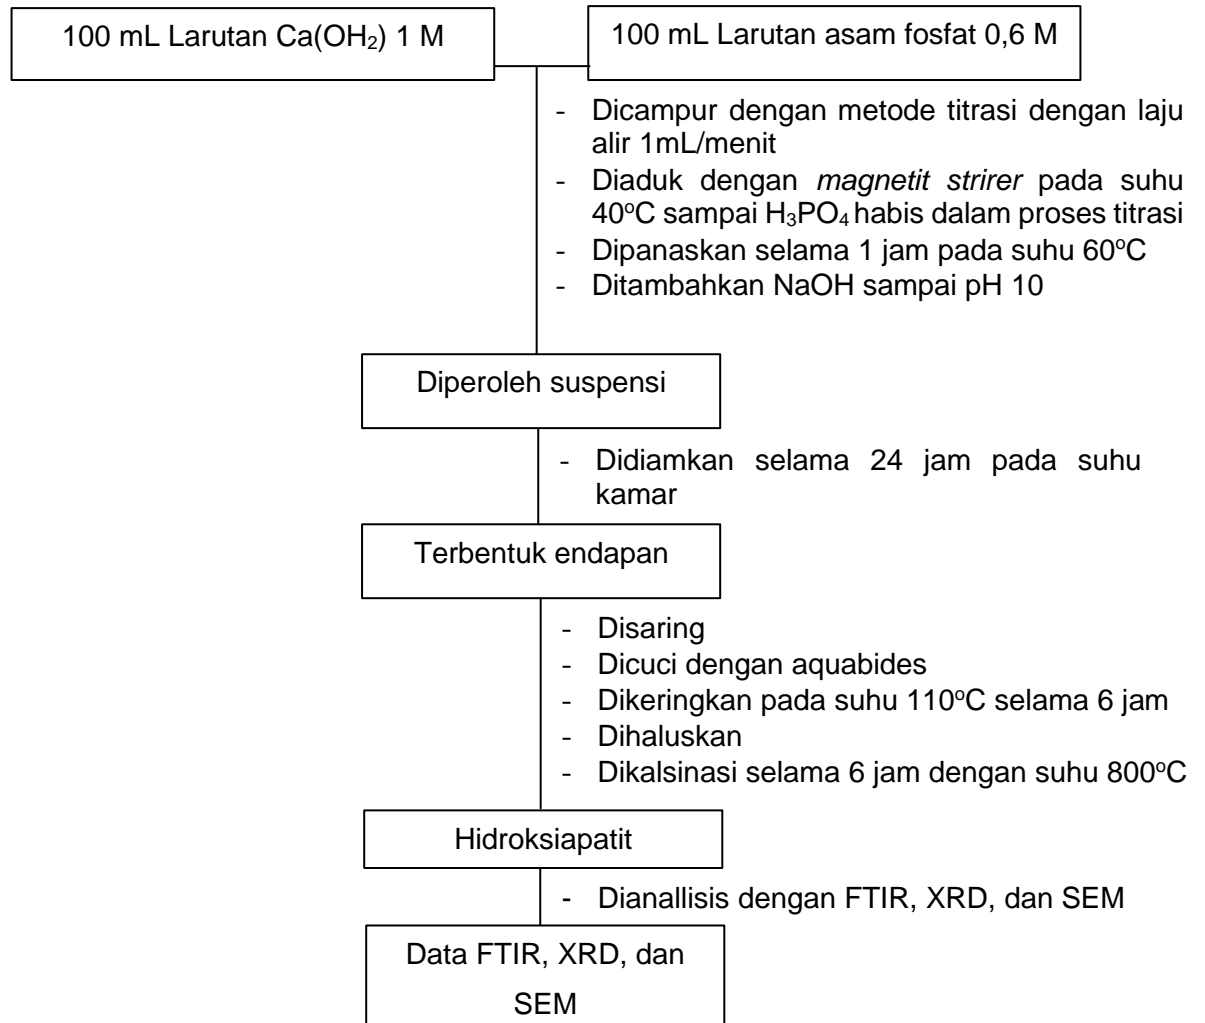 100 mL Larutan Ca(OH₂) 1 M
100 mL Larutan asam fosfat 0,6 M
- Dicampur dengan metode titrasi dengan laju
alir 1mL/menit
- Diaduk dengan magnetit strirer pada suhu
40°C sampai H₃PO₄ habis dalam proses titrasi
- Dipanaskan selama 1 jam pada suhu 60°C
- Ditambahkan NaOH sampai pH 10
Diperoleh suspensi
- Didiamkan selama 24 jam pada suhu
kamar
Terbentuk endapan
- Disaring
- Dicuci dengan aquabides
- Dikeringkan pada suhu 110°C selama 6 jam
- Dihaluskan
- Dikalsinasi selama 6 jam dengan suhu 800°C
Hidroksiapatit
- Dianallisis dengan FTIR, XRD, dan SEM
Data FTIR, XRD, dan
SEM